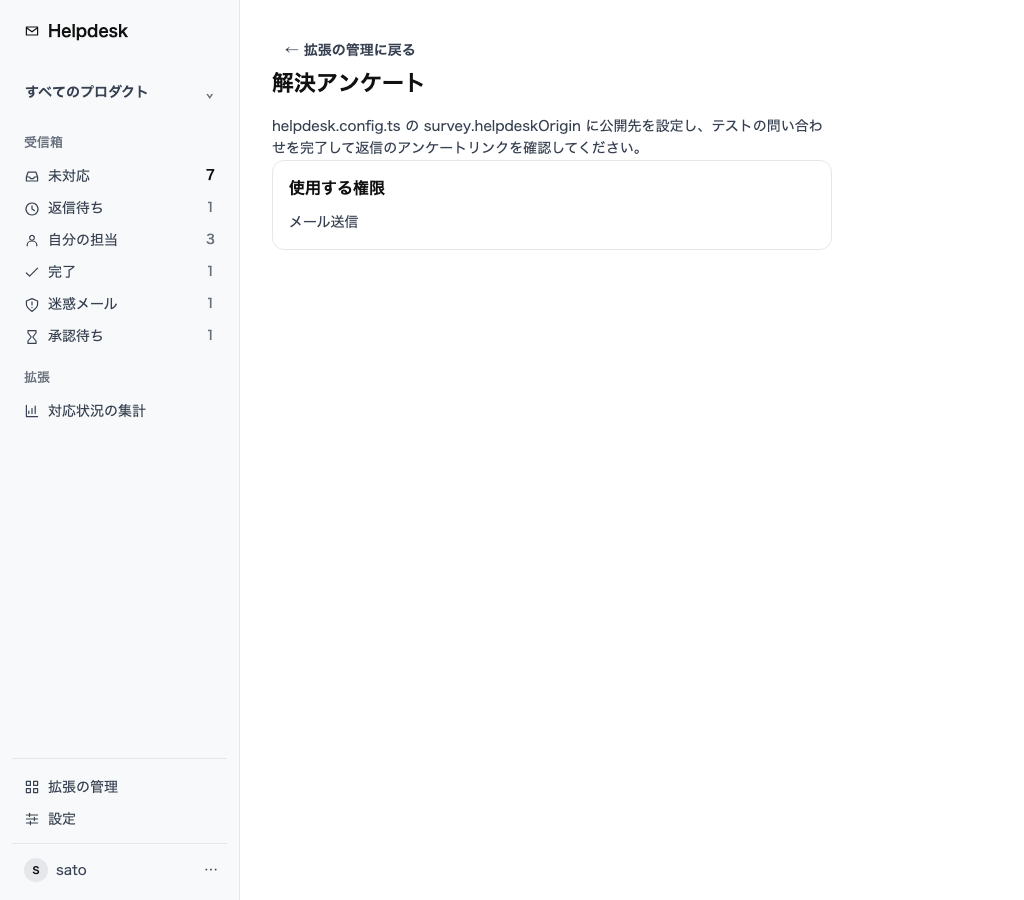 Helpdesk
すべてのプロダクト
受信箱
未対応 7
返信待ち 1
自分の担当 3
完了 1
迷惑メール 1
承認待ち 1
拡張
対応状況の集計
拡張の管理
設定
S sato ...
← 拡張の管理に戻る
解決アンケート
helpdesk.config.ts の survey.helpdeskOrigin に公開先を設定し、テストの問い合わ
せを完了して返信のアンケートリンクを確認してください。
使用する権限
メール送信